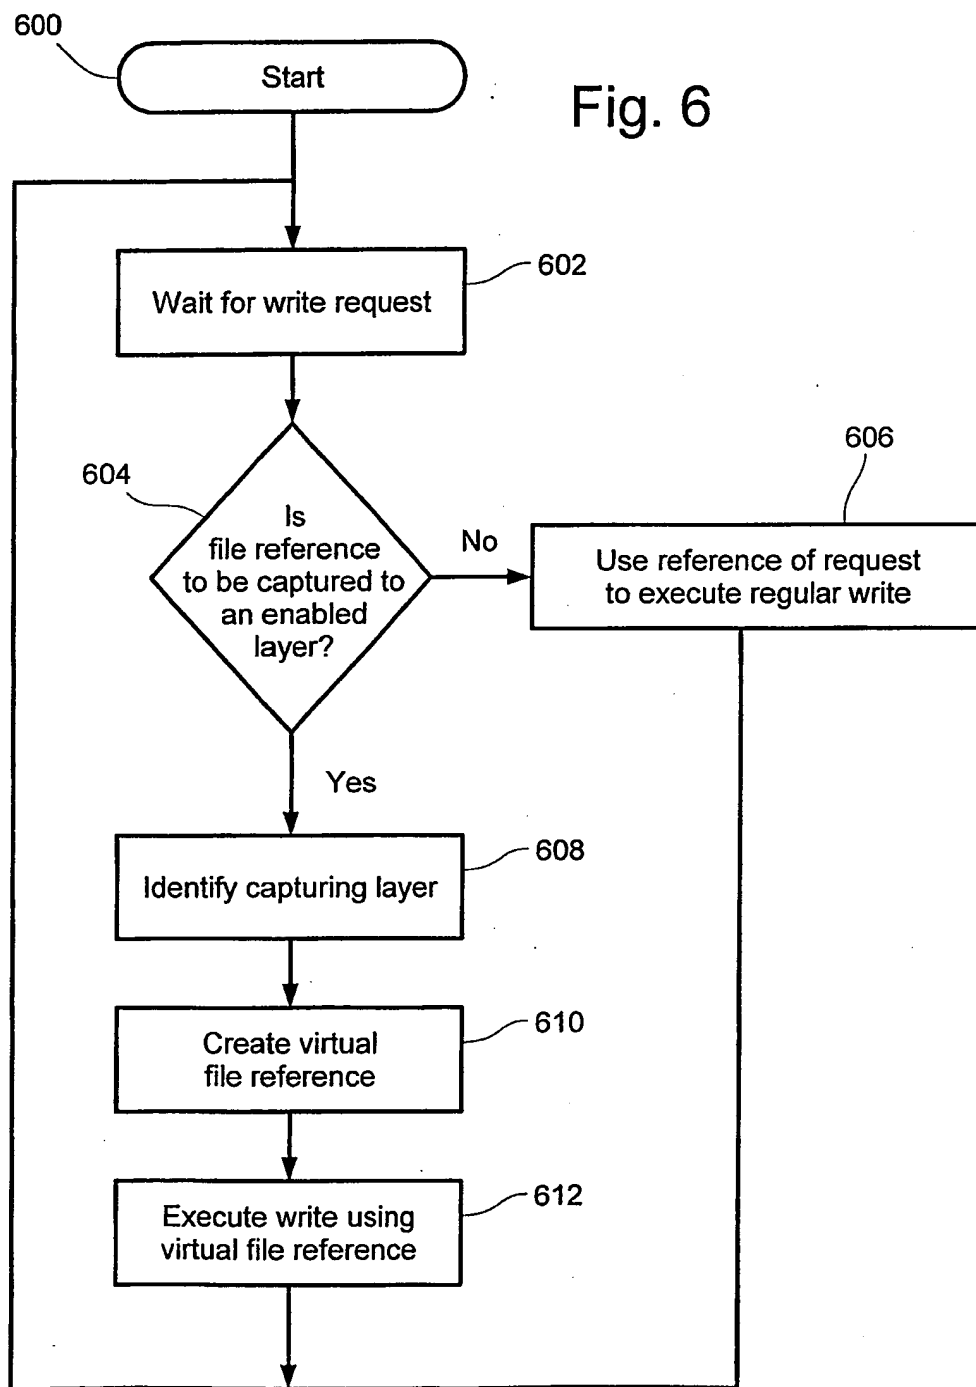 600
Start
Fig. 6
602
Wait for write request
604
606
Is
file reference
to be captured to
an enabled
layer?
No
Use reference of request
to execute regular write
Yes
608
Identify capturing layer
610
Create virtual
file reference
612
Execute write using
virtual file reference